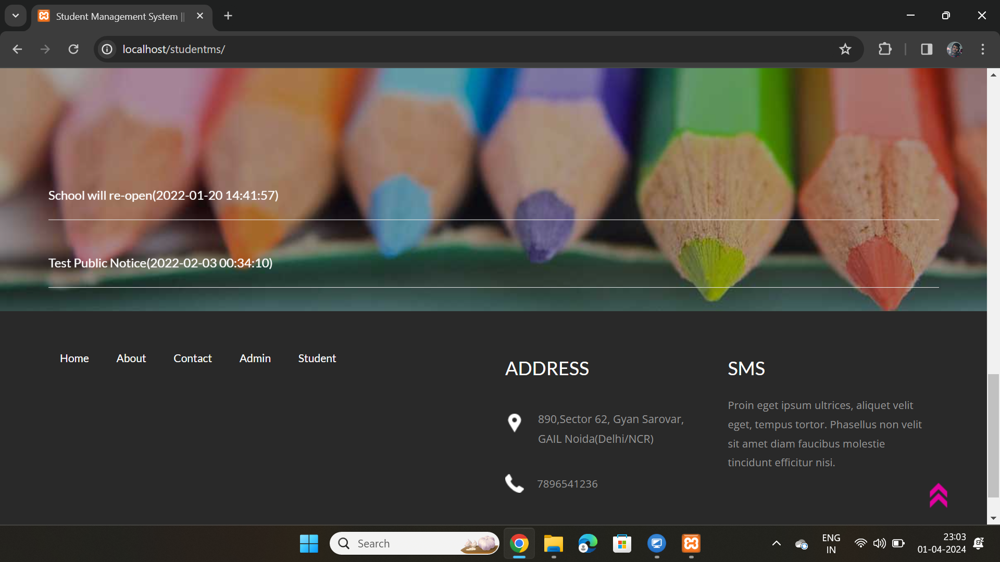 Student Management System ||
localhost/studentms/
School will re-open(2022-01-20 14:41:57)
Test Public Notice(2022-02-03 00:34:10)
Home About Contact Admin Student
ADDRESS
890,Sector 62, Gyan Sarovar,
GAIL Noida(Delhi/NCR)
7896541236
SMS
Proin eget ipsum ultrices, aliquet velit
eget, tempus tortor. Phasellus non velit
sit amet diam faucibus molestie
tincidunt efficitur nisi.
Search
ENG
IN
23:03
01-04-2024